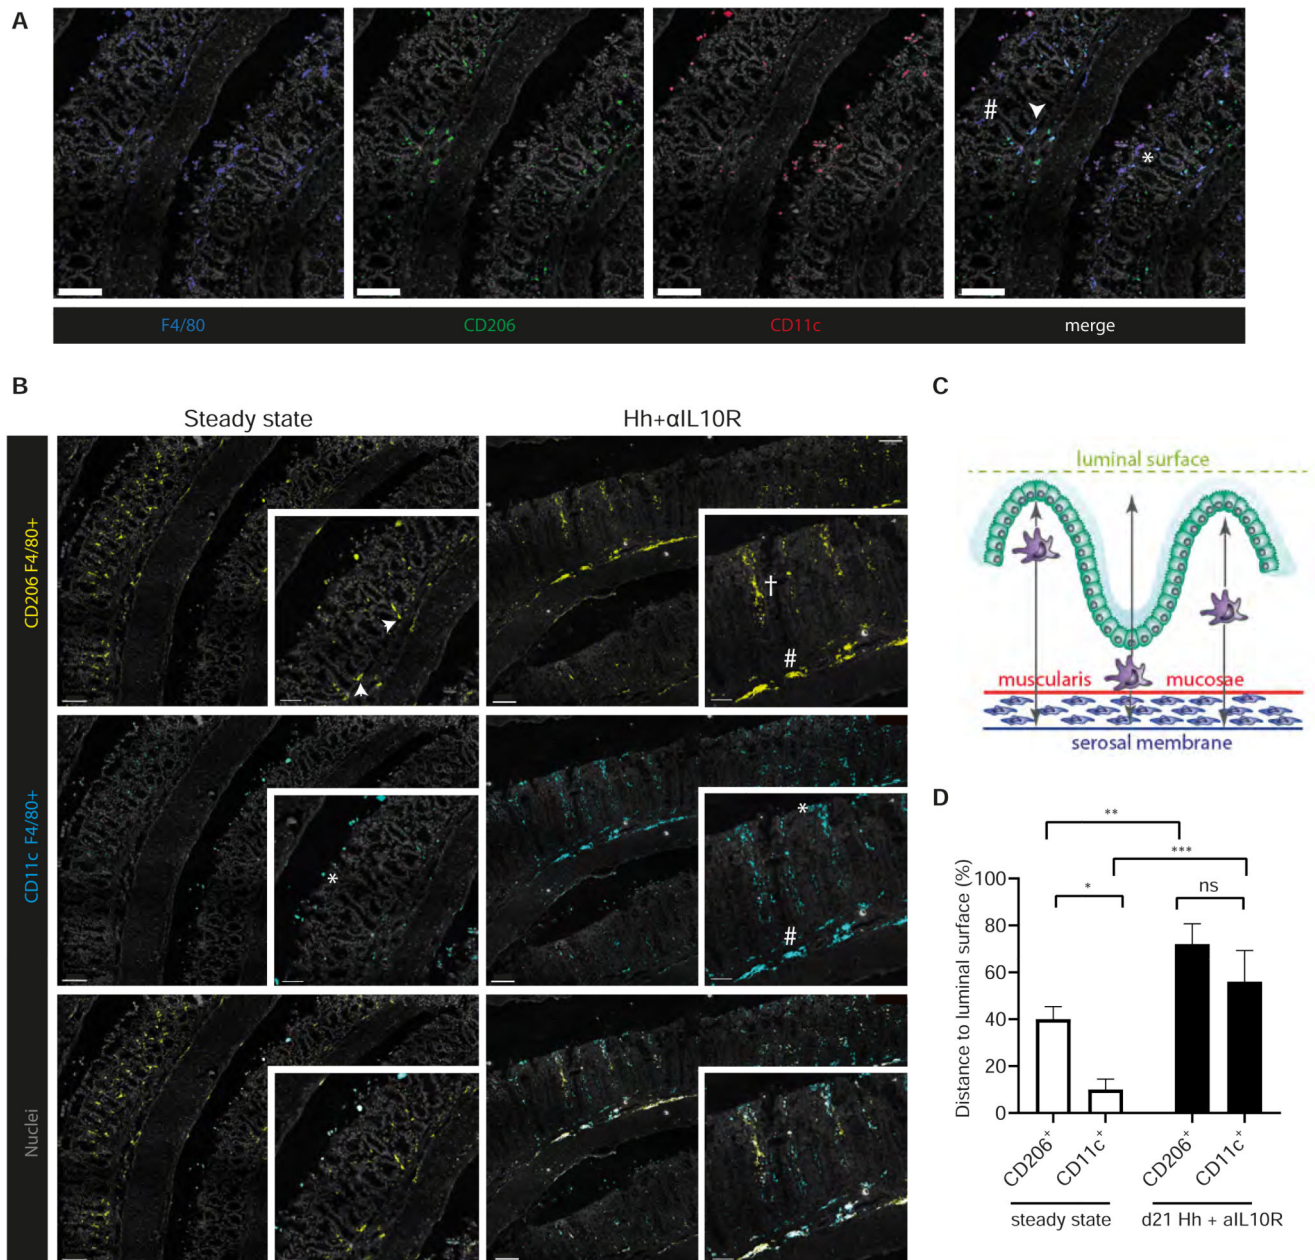 A
#
*
F4/80
CD206
CD11c
merge
B
Steady state
Hh+αIL10R
CD206 F4/80+
†
#
CD11c F4/80+
*
*
#
Nuclei
C
luminal surface
muscularis mucosae
serosal membrane
D
**
***
*
ns
Distance to luminal surface (%)
100
80
60
40
20
0
CD206⁺
CD11c⁺
CD206⁺
CD11c⁺
steady state
d21 Hh + aIL10R